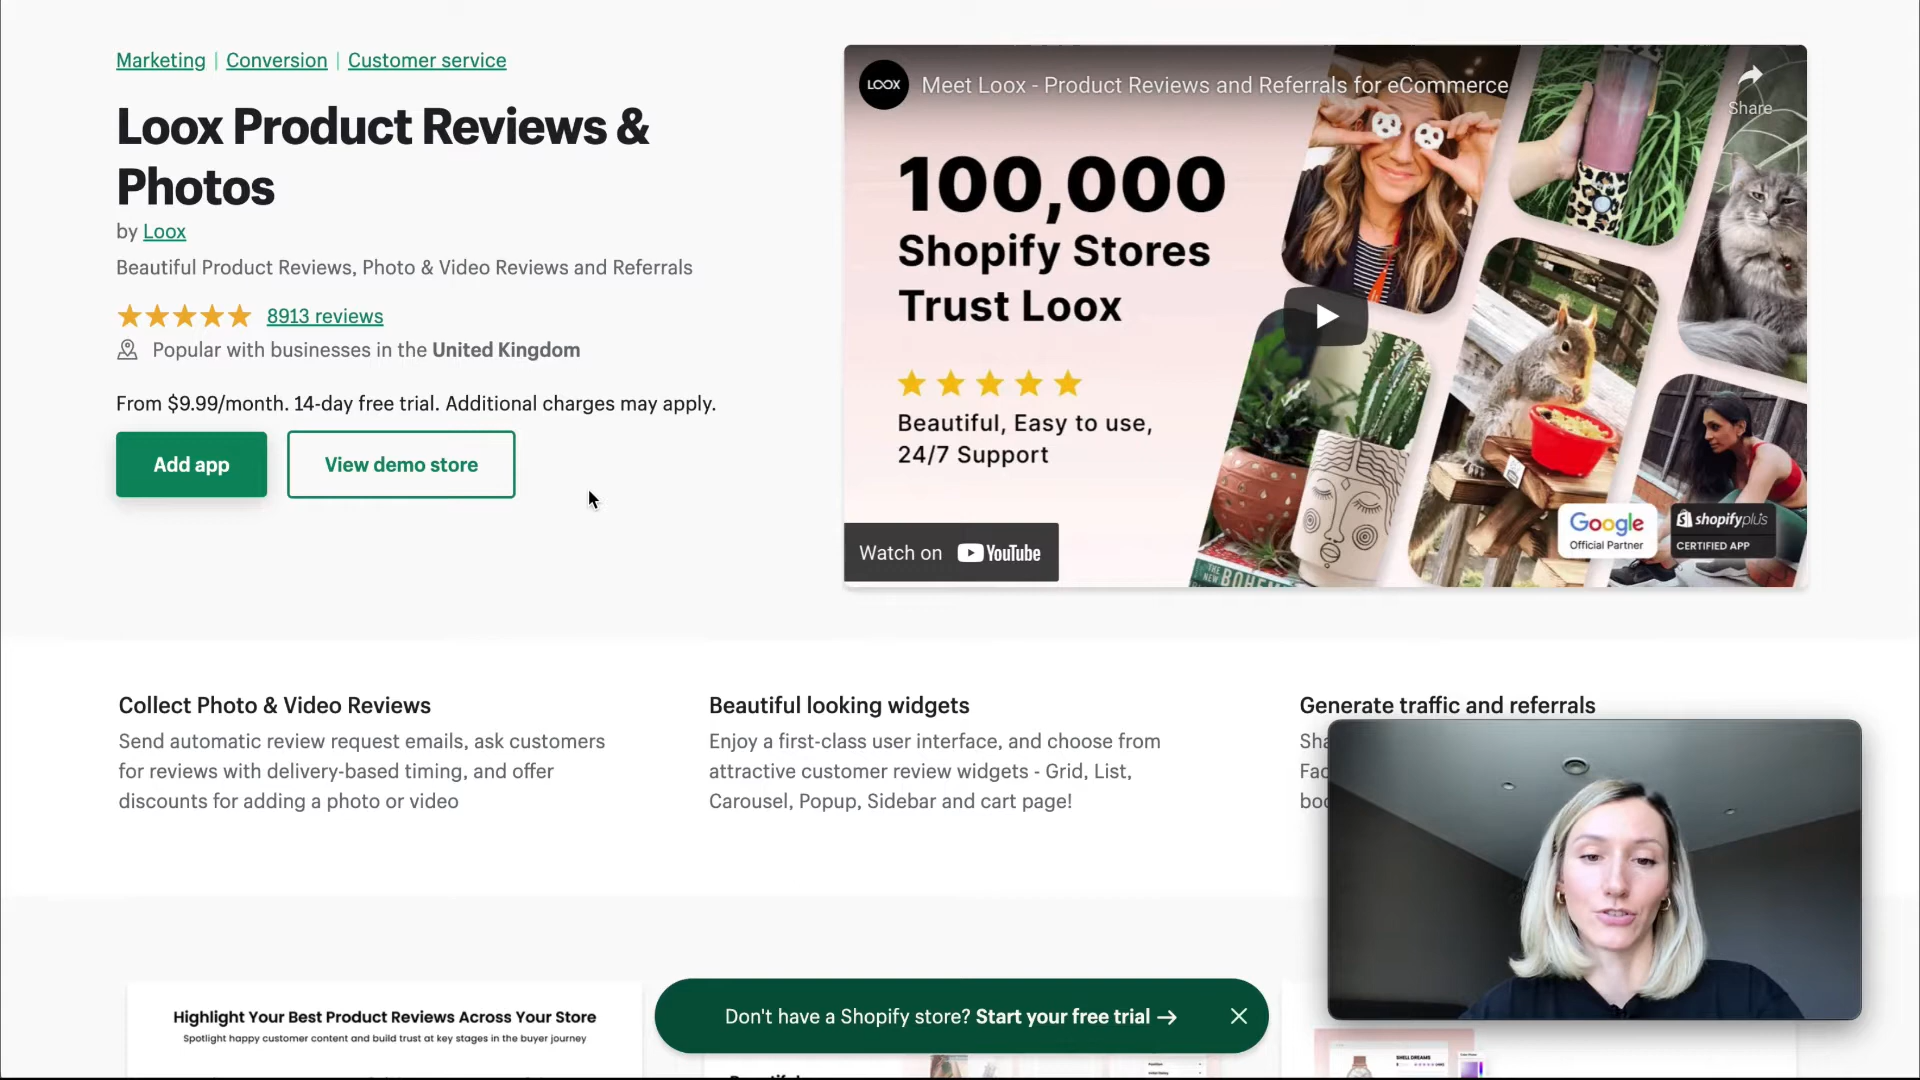 Marketing | Conversion | Customer service
Loox Product Reviews &
Photos
by Loox
Beautiful Product Reviews, Photo & Video Reviews and Referrals
8913 reviews
Popular with businesses in the United Kingdom
From $9.99/month. 14-day free trial. Additional charges may apply.
Add app
View demo store
LOOX
Meet Loox - Product Reviews and Referrals for eCommerce
Share
100,000
Shopify Stores
Trust Loox
Beautiful, Easy to use,
24/7 Support
Watch on YouTube
THE NEW
Google
Official Partner
shopifyplus
CERTIFIED APP
Collect Photo & Video Reviews
Send automatic review request emails, ask customers
for reviews with delivery-based timing, and offer
discounts for adding a photo or video
Beautiful looking widgets
Enjoy a first-class user interface, and choose from
attractive customer review widgets - Grid, List,
Carousel, Popup, Sidebar and cart page!
Generate traffic and referrals
Highlight Your Best Product Reviews Across Your Store
Spotlight happy customer content and build trust at key stages in the buyer journey
Don't have a Shopify store? Start your free trial →
SHELL DREAMS